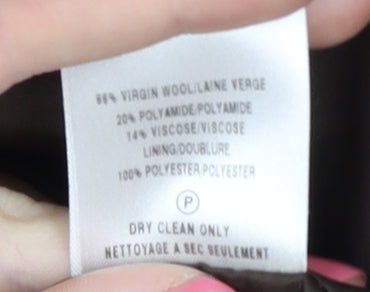 66% VIRGIN WOOL/LAINE VERGE
20% POLYAMIDE/POLYAMIDE
14% VISCOSE/VISCOSE
LINING/DOUBLURE
100% POLYESTER/POLYESTER
P
DRY CLEAN ONLY
NETTOYAGE A SEC SEULEMENT